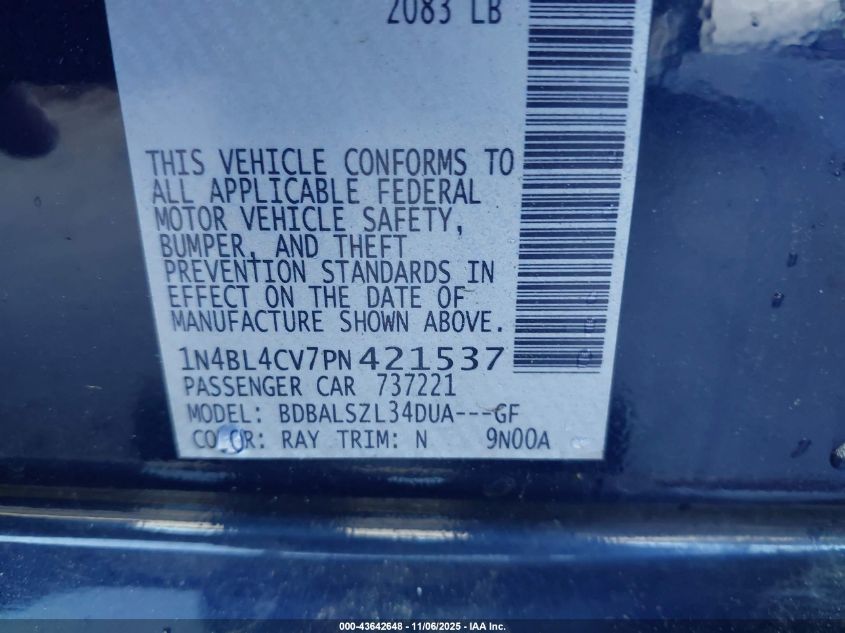 2083 LB
THIS VEHICLE CONFORMS TO
ALL APPLICABLE FEDERAL
MOTOR VEHICLE SAFETY,
BUMPER, AND THEFT
PREVENTION STANDARDS IN
EFFECT ON THE DATE OF
MANUFACTURE SHOWN ABOVE.
1N4BL4CV7PN421537
PASSENGER CAR 737221
MODEL: BDBALSZL34DUA---GF
COLOR: RAY TRIM: N 9N00A
000-43642648 - 11/06/2025 - IAA Inc.